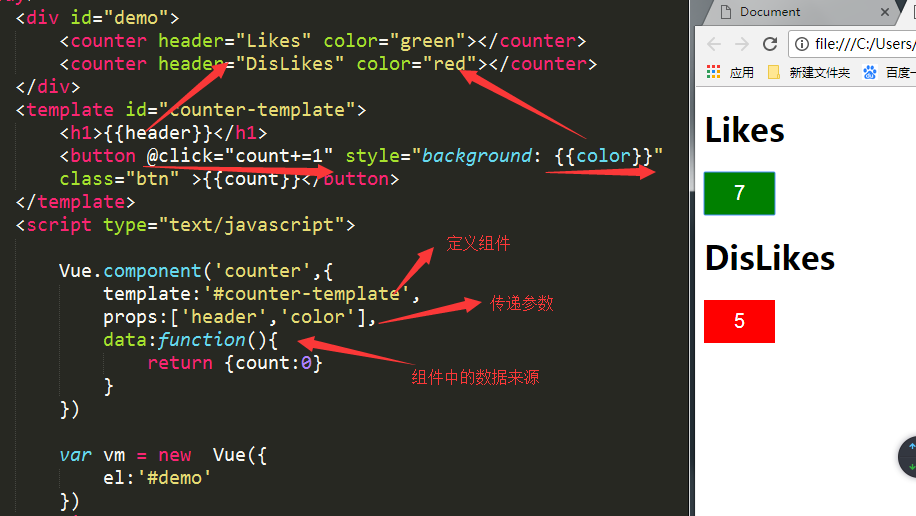 <div id="demo">
<counter header="Likes" color="green"></counter>
<counter header="DisLikes" color="red"></counter>
</div>
<template id="counter-template">
<h1>{{header}}</h1>
<button @click="count+=1" style="background: {{color}}"
class="btn" >{{count}}</button>
</template>
<script type="text/javascript">
Vue.component('counter',{
template:'#counter-template',
props:['header','color'],
data:function(){
return {count:0}
}
})
var vm = new  Vue({
el:'#demo'
})
定义组件
传递参数
组件中的数据来源
Document
file:///C:/Users/
应用
新建文件夹
百度一
Likes
7
DisLikes
5